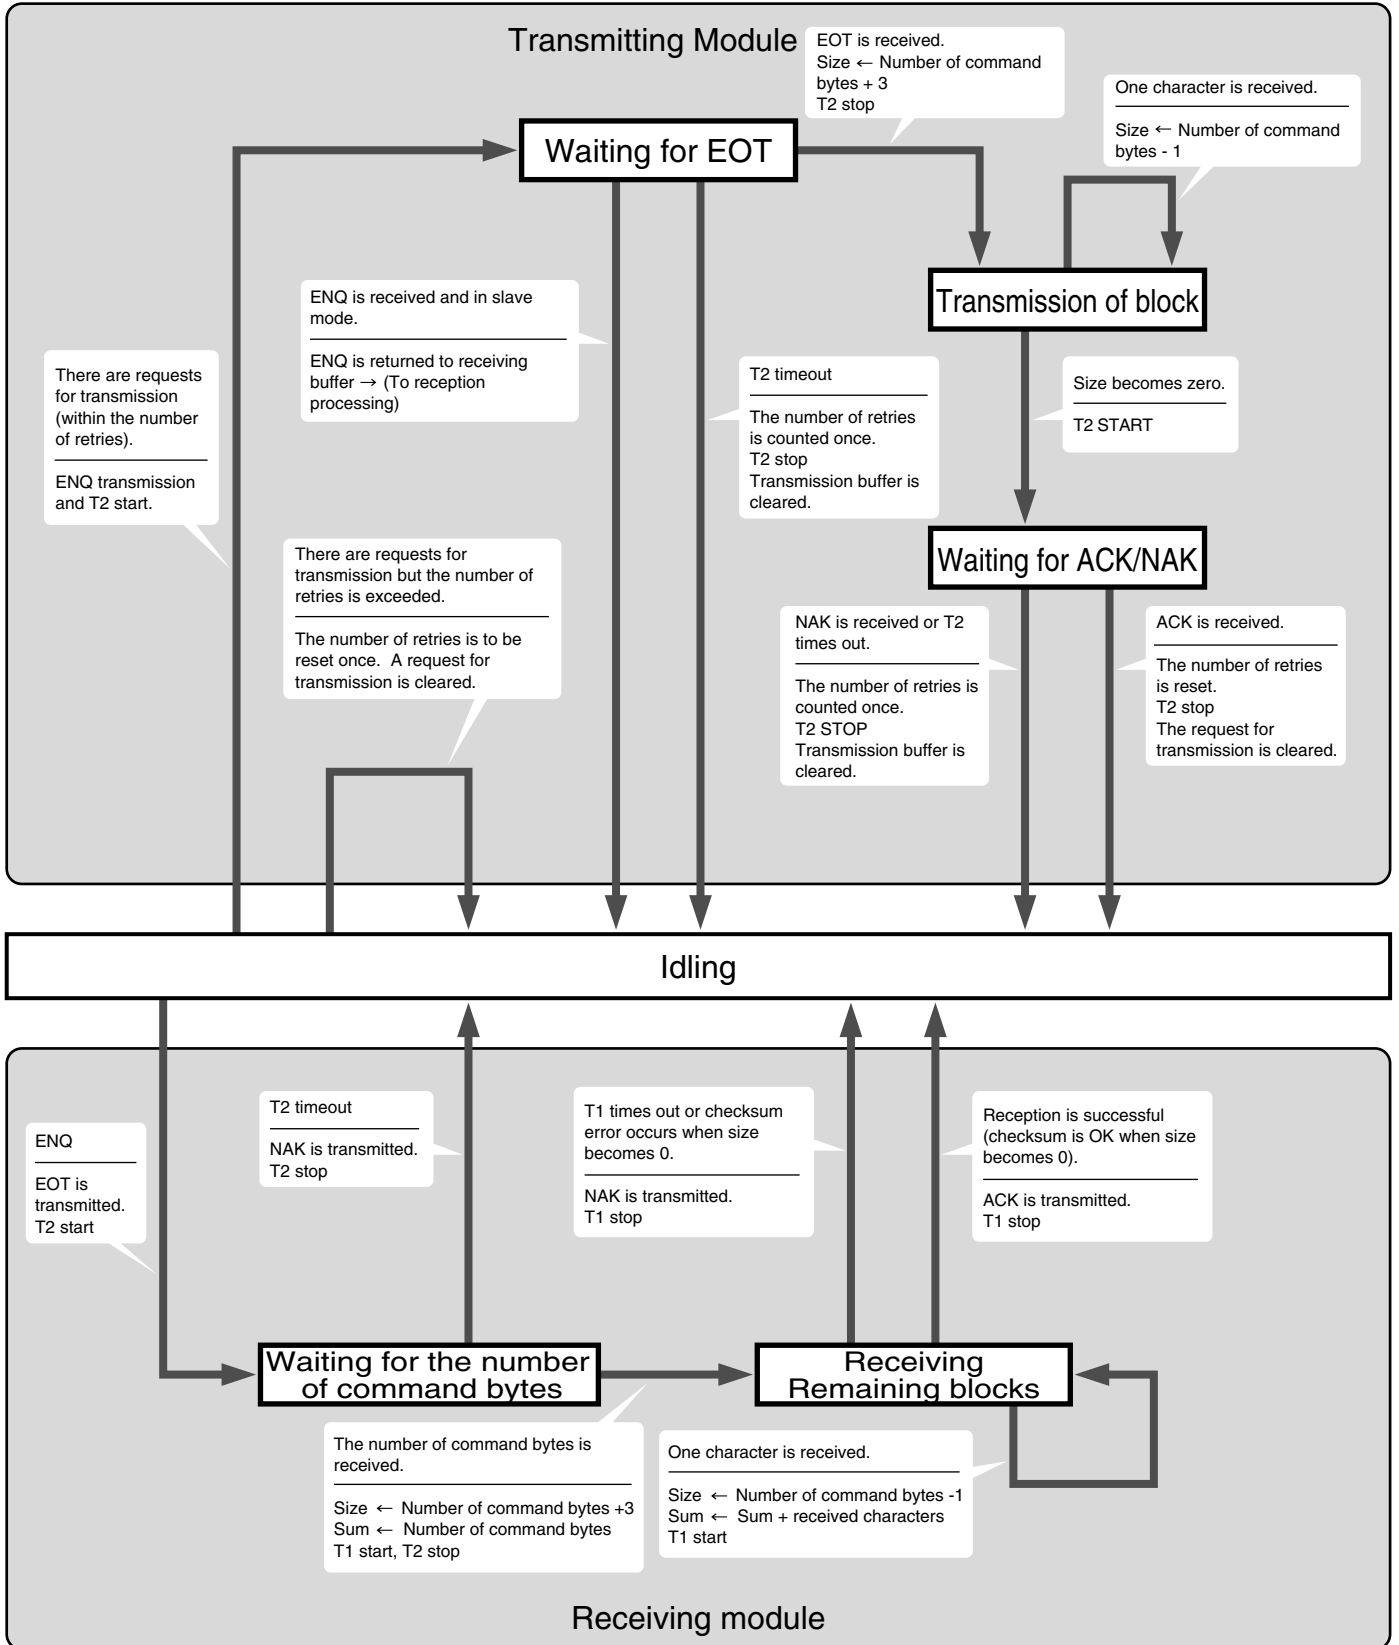 Transmitting Module
EOT is received.
Size ← Number of command
bytes + 3
T2 stop
One character is received.
Size ← Number of command
bytes - 1
Waiting for EOT
Transmission of block
ENQ is received and in slave
mode.
ENQ is returned to receiving
buffer → (To reception
processing)
There are requests
for transmission
(within the number
of retries).
ENQ transmission
and T2 start.
T2 timeout
The number of retries
is counted once.
T2 stop
Transmission buffer is
cleared.
Size becomes zero.
T2 START
Waiting for ACK/NAK
There are requests for
transmission but the number of
retries is exceeded.
The number of retries is to be
reset once. A request for
transmission is cleared.
NAK is received or T2
times out.
The number of retries is
counted once.
T2 STOP
Transmission buffer is
cleared.
ACK is received.
The number of retries
is reset.
T2 stop
The request for
transmission is cleared.
Idling
ENQ
EOT is
transmitted.
T2 start
T2 timeout
NAK is transmitted.
T2 stop
T1 times out or checksum
error occurs when size
becomes 0.
NAK is transmitted.
T1 stop
Reception is successful
(checksum is OK when size
becomes 0).
ACK is transmitted.
T1 stop
Waiting for the number
of command bytes
Receiving
Remaining blocks
The number of command bytes is
received.
Size ← Number of command bytes +3
Sum ← Number of command bytes
T1 start, T2 stop
One character is received.
Size ← Number of command bytes -1
Sum ← Sum + received characters
T1 start
Receiving module